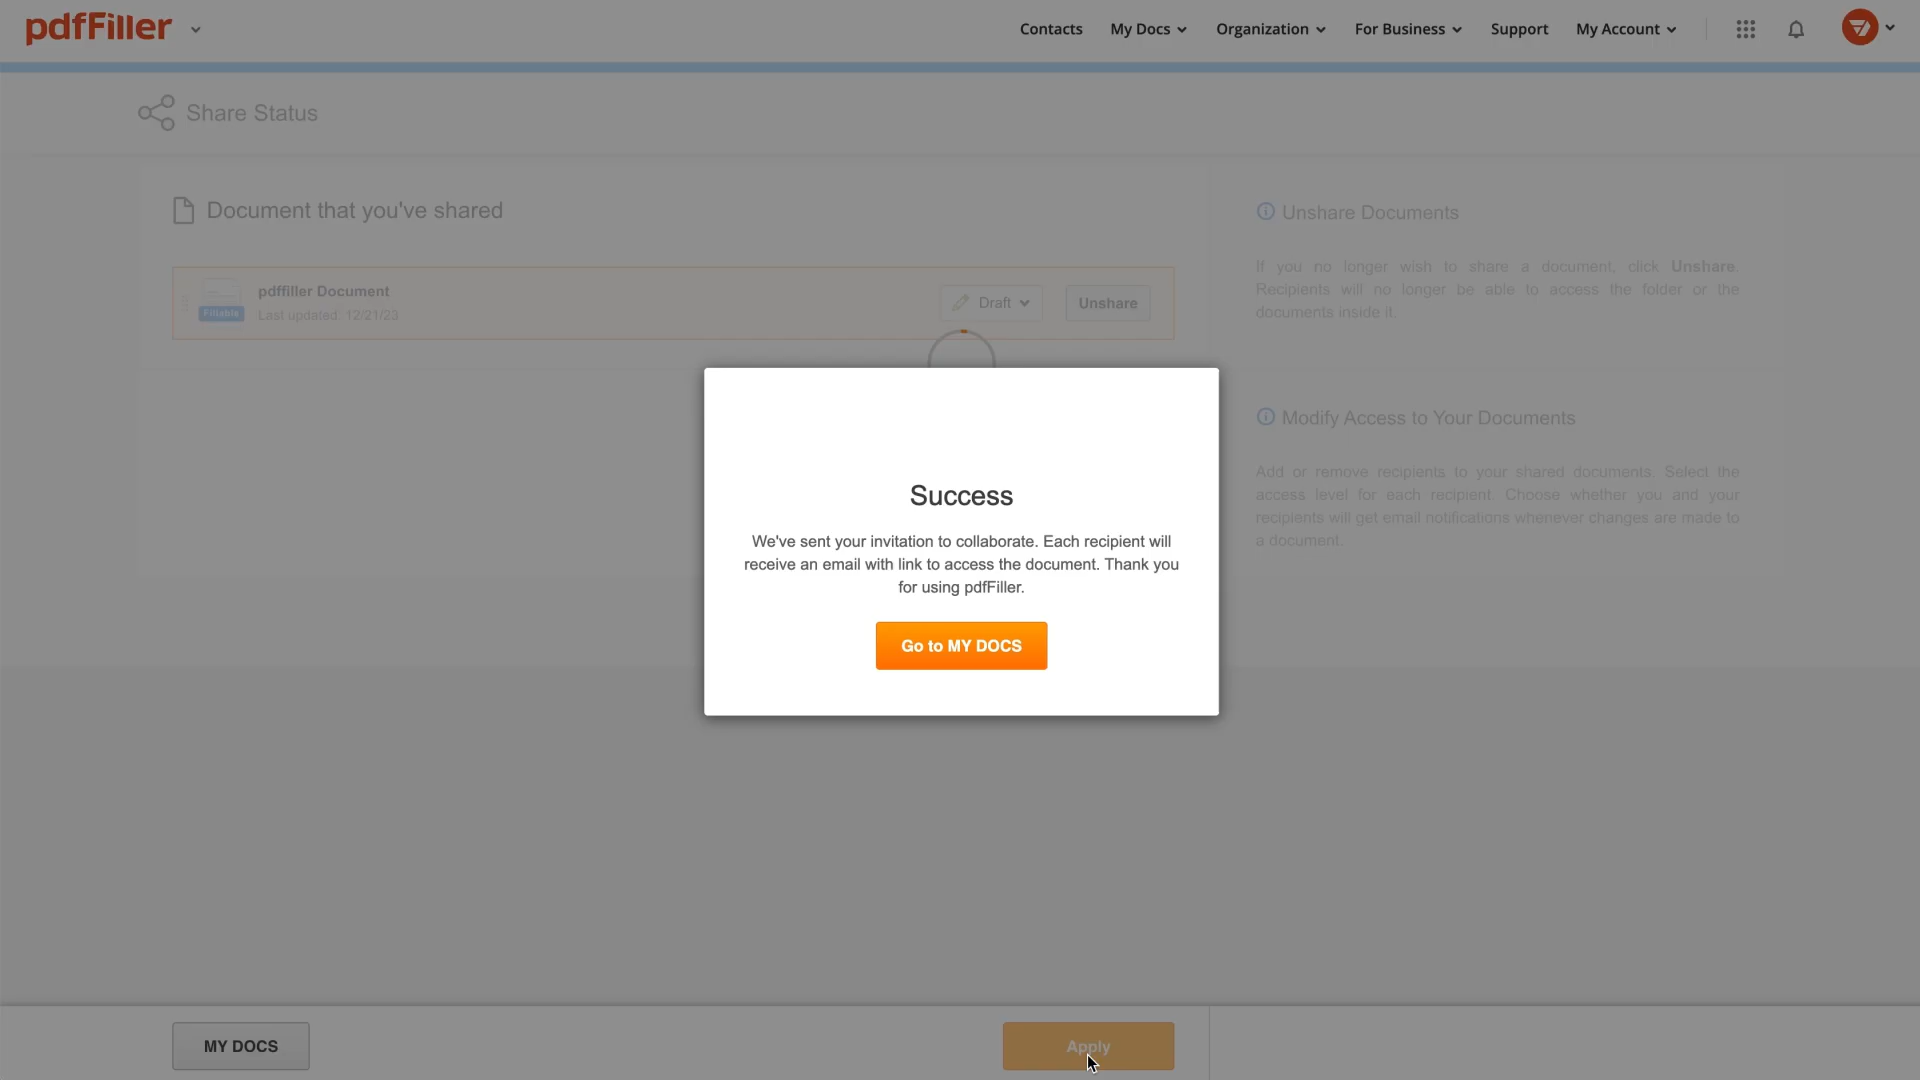 pdfFiller
Contacts My Docs Organization For Business Support My Account
Share Status
Document that you've shared
pdffiller Document
Last updated: 12/21/23
Fillable
Draft
Unshare
Unshare Documents
If you no longer wish to share a document, click Unshare.
Recipients will no longer be able to access the folder or the
documents inside it.
Modify Access to Your Documents
Add or remove recipients to your shared documents. Select the
access level for each recipient. Choose whether you and your
recipients will get email notifications whenever changes are made to
a document.
Success
We've sent your invitation to collaborate. Each recipient will
receive an email with link to access the document. Thank you
for using pdfFiller.
Go to MY DOCS
MY DOCS
Apply